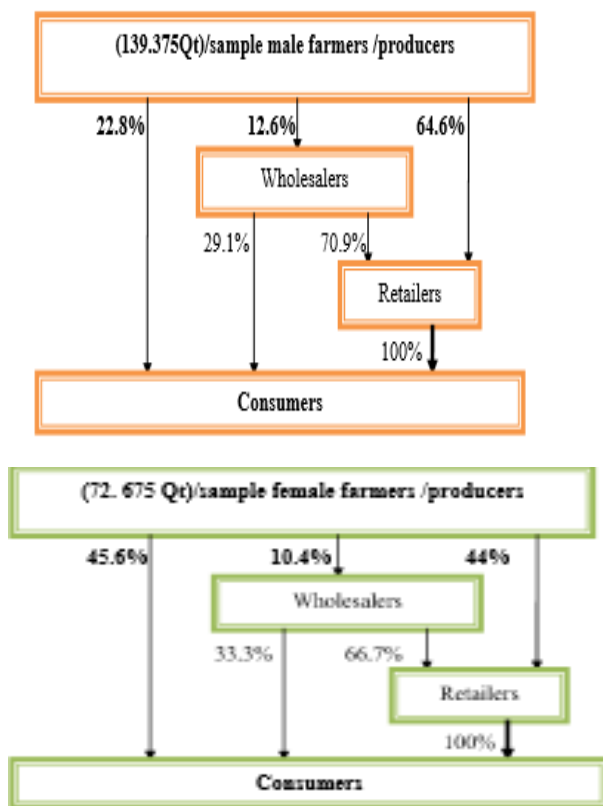 (139.375Qt)/sample male farmers /producers
22.8% 12.6% 64.6%
Wholesalers
29.1% 70.9%
Retailers
100%
Consumers
(72. 675 Qt)/sample female farmers /producers
45.6% 10.4% 44%
Wholesalers
33.3% 66.7%
Retailers
100%
Consumers